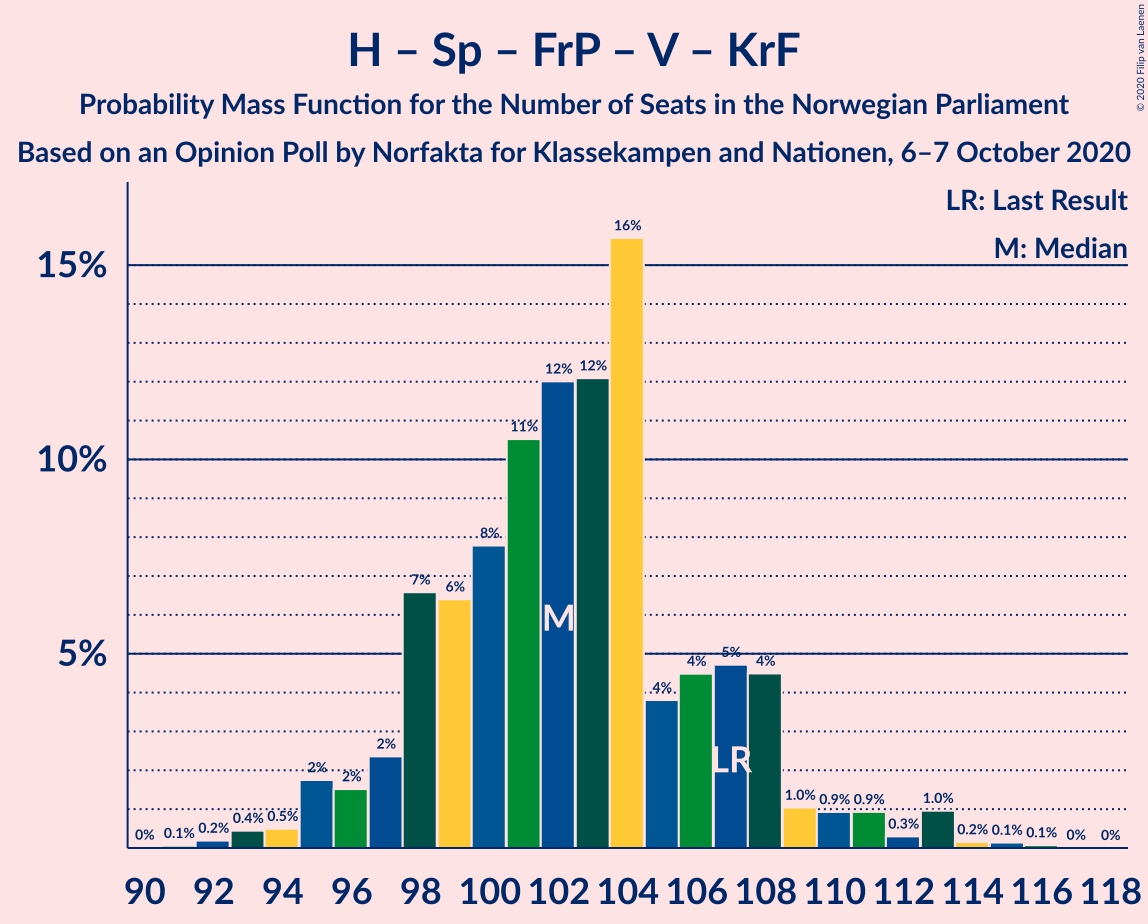 © 2020 Filip van Laenen
H – Sp – FrP – V – KrF
Probability Mass Function for the Number of Seats in the Norwegian Parliament
Based on an Opinion Poll by Norfakta for Klassekampen and Nationen, 6–7 October 2020
LR: Last Result
M: Median
15%
10%
5%
0% 0.1% 0.2% 0.4% 0.5% 2% 2% 2% 7% 6% 8% 11% 12% 12% 16% 4% 4% 5% 4% 1.0% 0.9% 0.9% 0.3% 1.0% 0.2% 0.1% 0.1% 0% 0%
M
LR
90 92 94 96 98 100 102 104 106 108 110 112 114 116 118